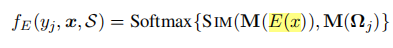 f_E(y_j, x, S) = Softmax{SIM(M(E(x)), M(Ω_j)}